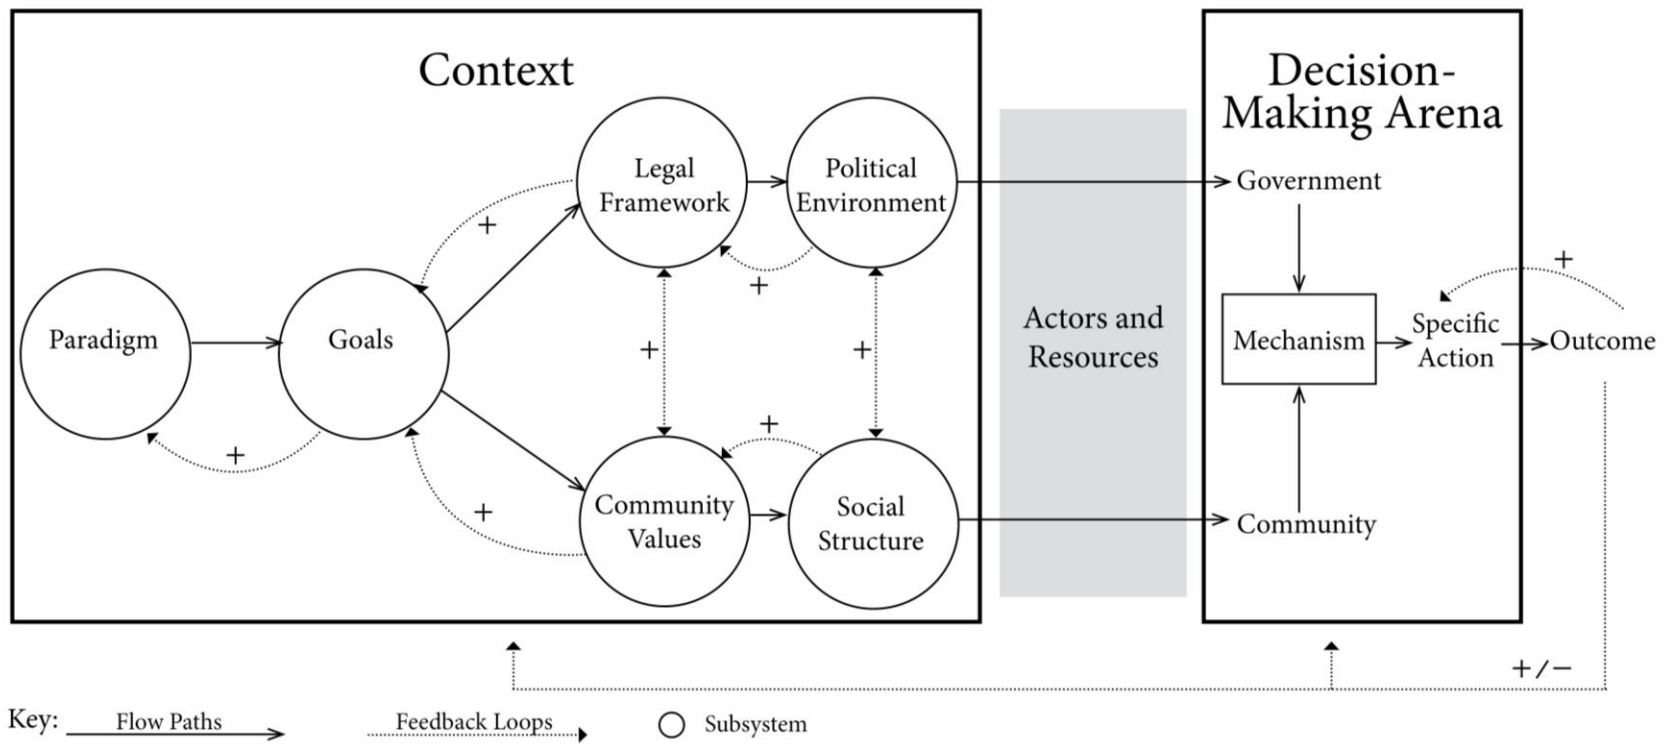 Context
Decision-
Making Arena
Legal
Framework
Political
Environment
Government
+
+
+
Paradigm
Goals
+
+
Actors and
Resources
Mechanism
Specific
Action
Outcome
+
+
+
Community
Values
Social
Structure
Community
+/−
Key:
Flow Paths
Feedback Loops
Subsystem